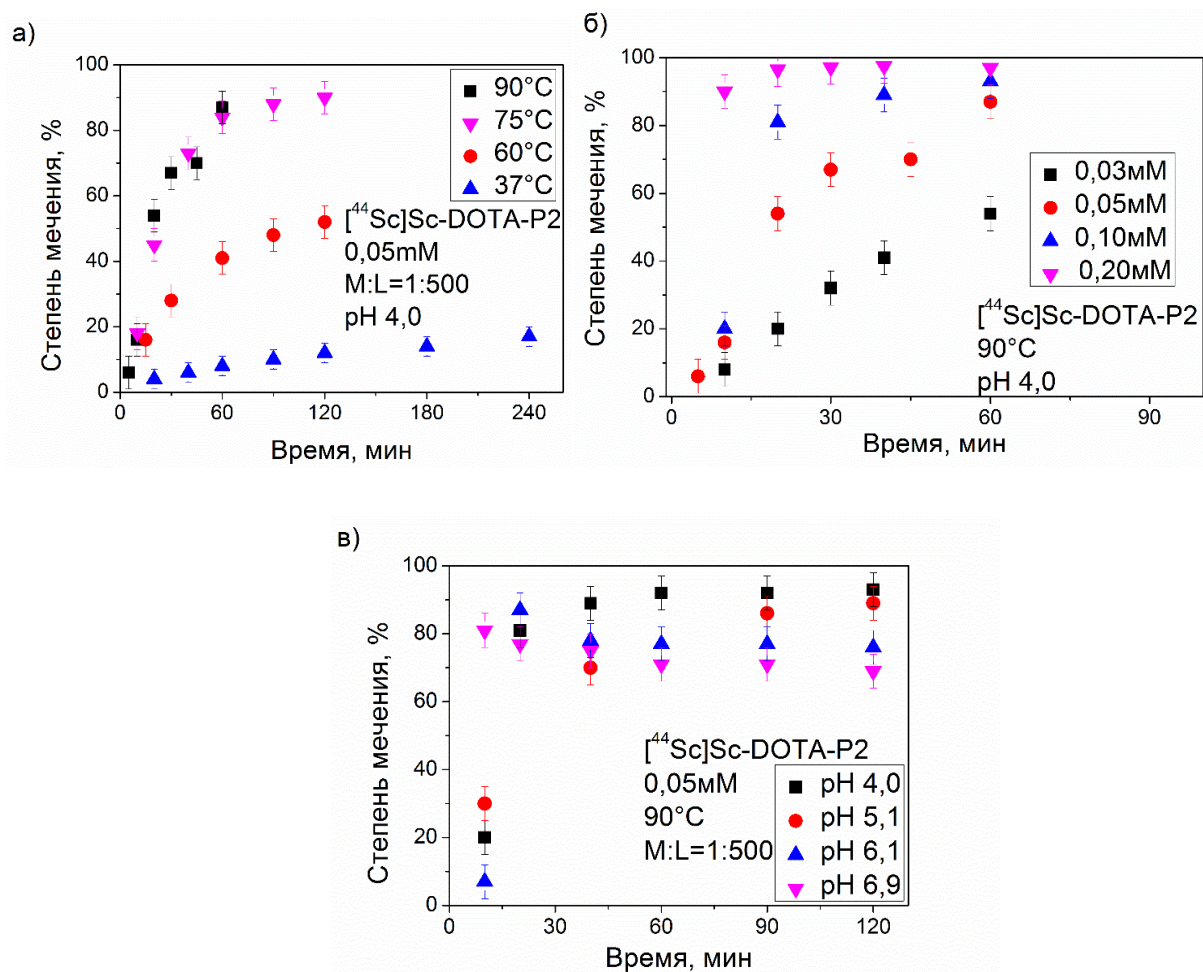 а)
Степень мечения, %
100
80
60
40
20
0
90°C
75°C
60°C
37°C
[⁴⁴Sc]Sc-DOTA-P2
0,05mM
M:L=1:500
pH 4,0
0 60 120 180 240
Время, мин
б)
Степень мечения, %
100
80
60
40
20
0
0,03мМ
0,05мМ
0,10мМ
0,20мМ
[⁴⁴Sc]Sc-DOTA-P2
90°C
pH 4,0
0 30 60 90
Время, мин
в)
Степень мечения, %
100
80
60
40
20
0
[⁴⁴Sc]Sc-DOTA-P2
0,05мМ
90°C
M:L=1:500
pH 4,0
pH 5,1
pH 6,1
pH 6,9
0 30 60 90 120
Время, мин